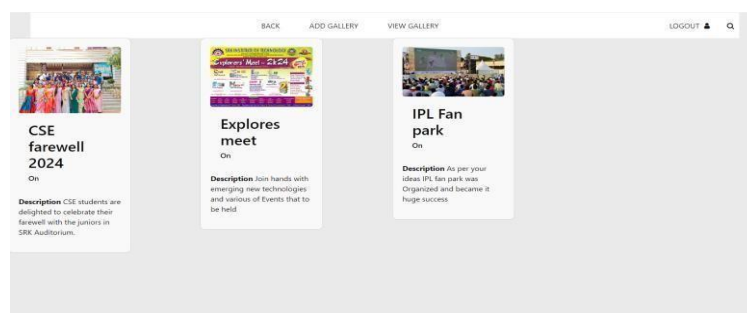 BACK ADD GALLERY VIEW GALLERY LOGOUT
CSE
farewell
2024
On
Description CSE students are
delighted to celebrate their
farewell with the juniors in
SRK Auditorium.
Explorers' Meet - 2k24
Explores
meet
On
Description Join hands with
emerging new technologies
and various of Events that to
be held
IPL Fan
park
On
Description As per your
ideas IPL fan park was
Organized and became it
huge success